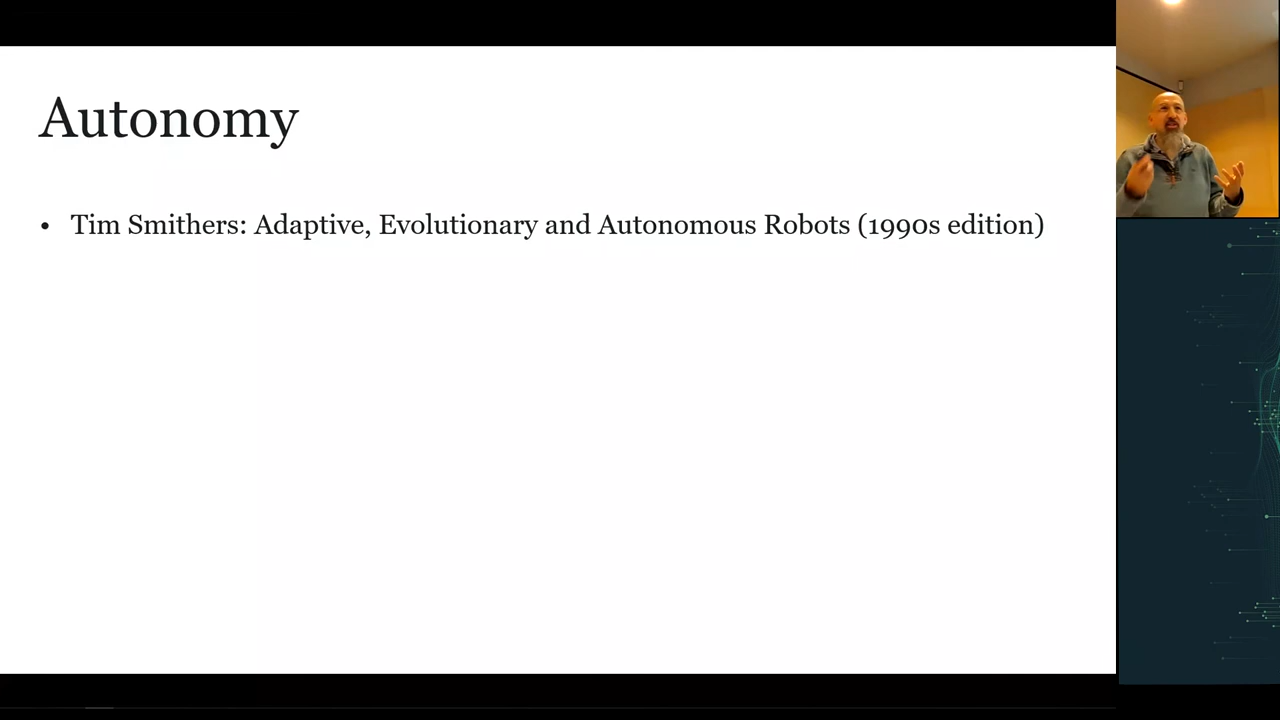 Autonomy
• Tim Smithers: Adaptive, Evolutionary and Autonomous Robots (1990s edition)